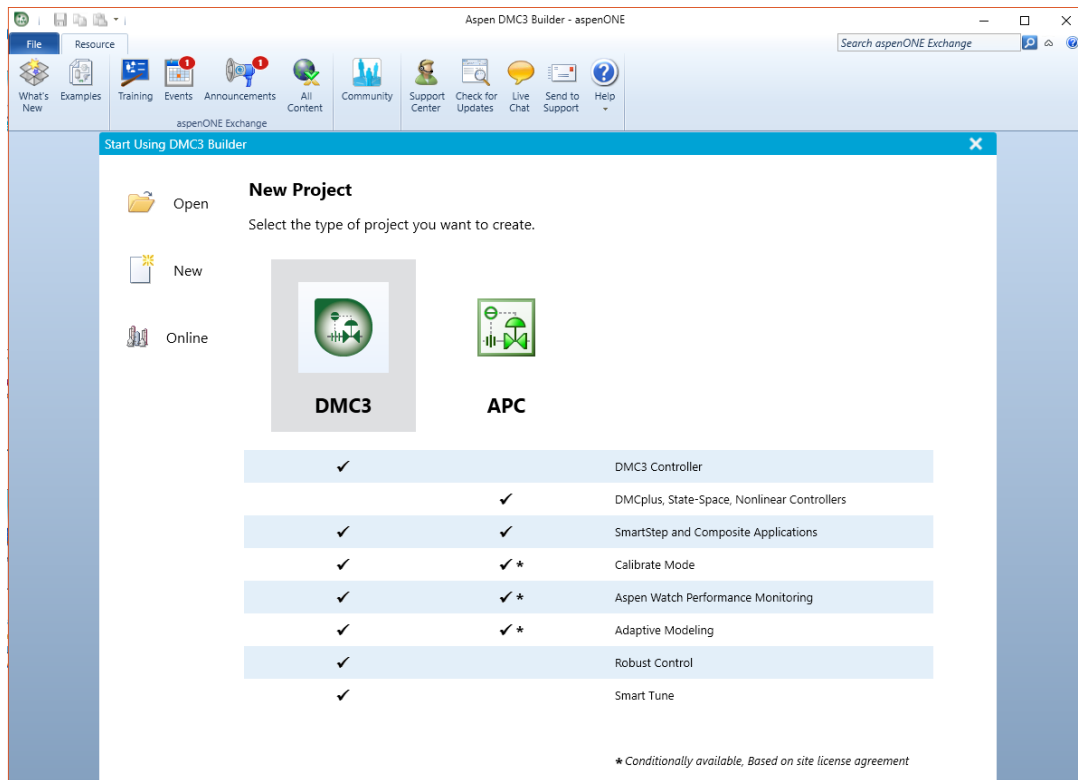 Aspen DMC3 Builder - aspenONE
File
Resource
Search aspenONE Exchange
1
1
What's New
Examples
Training
Events
Announcements
All Content
Community
Support Center
Check for Updates
Live Chat
Send to Support
Help
aspenONE Exchange
Start Using DMC3 Builder
Open
New
Online
New Project
Select the type of project you want to create.
DMC3
APC
✓ DMC3 Controller
✓ DMCplus, State-Space, Nonlinear Controllers
✓ ✓ SmartStep and Composite Applications
✓ ✓* Calibrate Mode
✓ ✓* Aspen Watch Performance Monitoring
✓ ✓* Adaptive Modeling
✓ Robust Control
✓ Smart Tune
* Conditionally available, Based on site license agreement